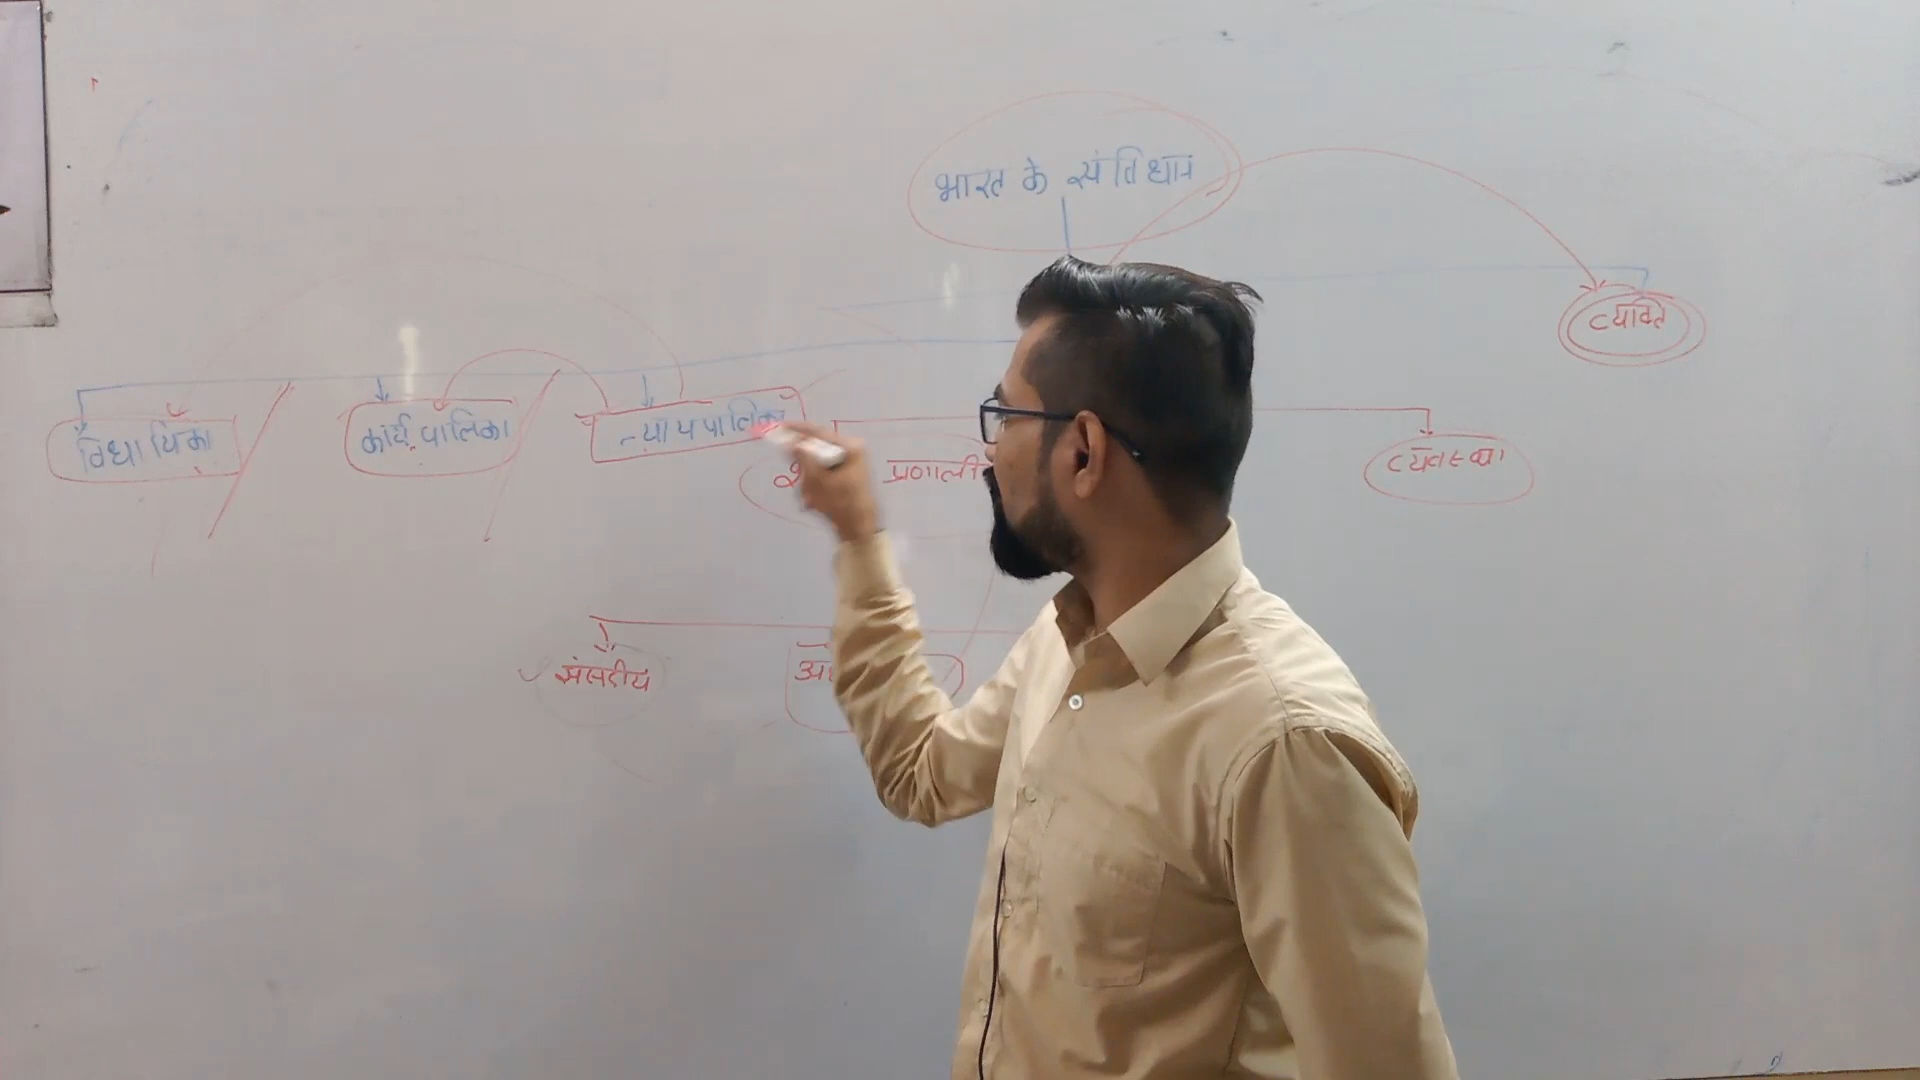 भारत के संविधान
व्यक्ति
विधायिका
कार्यपालिका
न्यायपालिका
प्रणाली
व्यवस्था
संसदीय